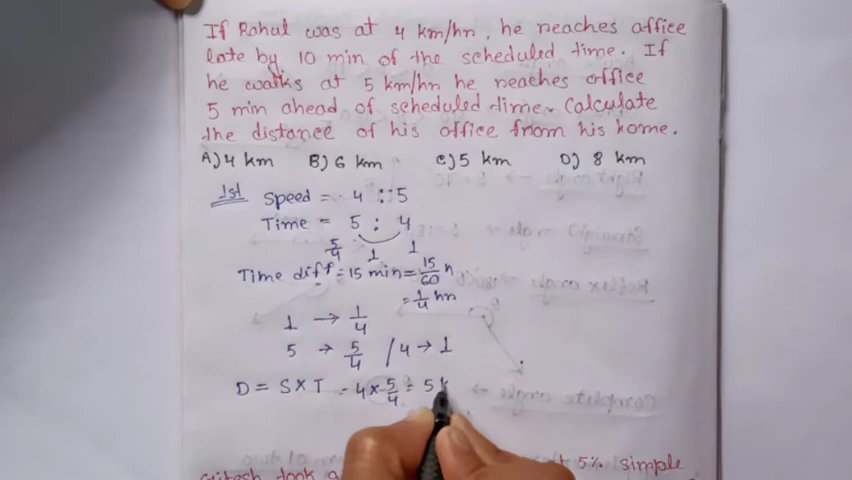 If Rahul was at 4 km/hr, he reaches office
late by 10 min of the scheduled time. If
he walks at 5 km/hr he reaches office
5 min ahead of scheduled time. Calculate
the distance of his office from his home.
A) 4 km B) 6 km C) 5 km D) 8 km
1st Speed = 4 : 5
Time = 5 : 4
5/4 1 1
Time diff = 15 min = 15/60 h
= 1/4 hr
1 → 1/4
5 → 5/4 / 4 → 1
D = S × T = 4 × 5/4 = 5 k
5% simple